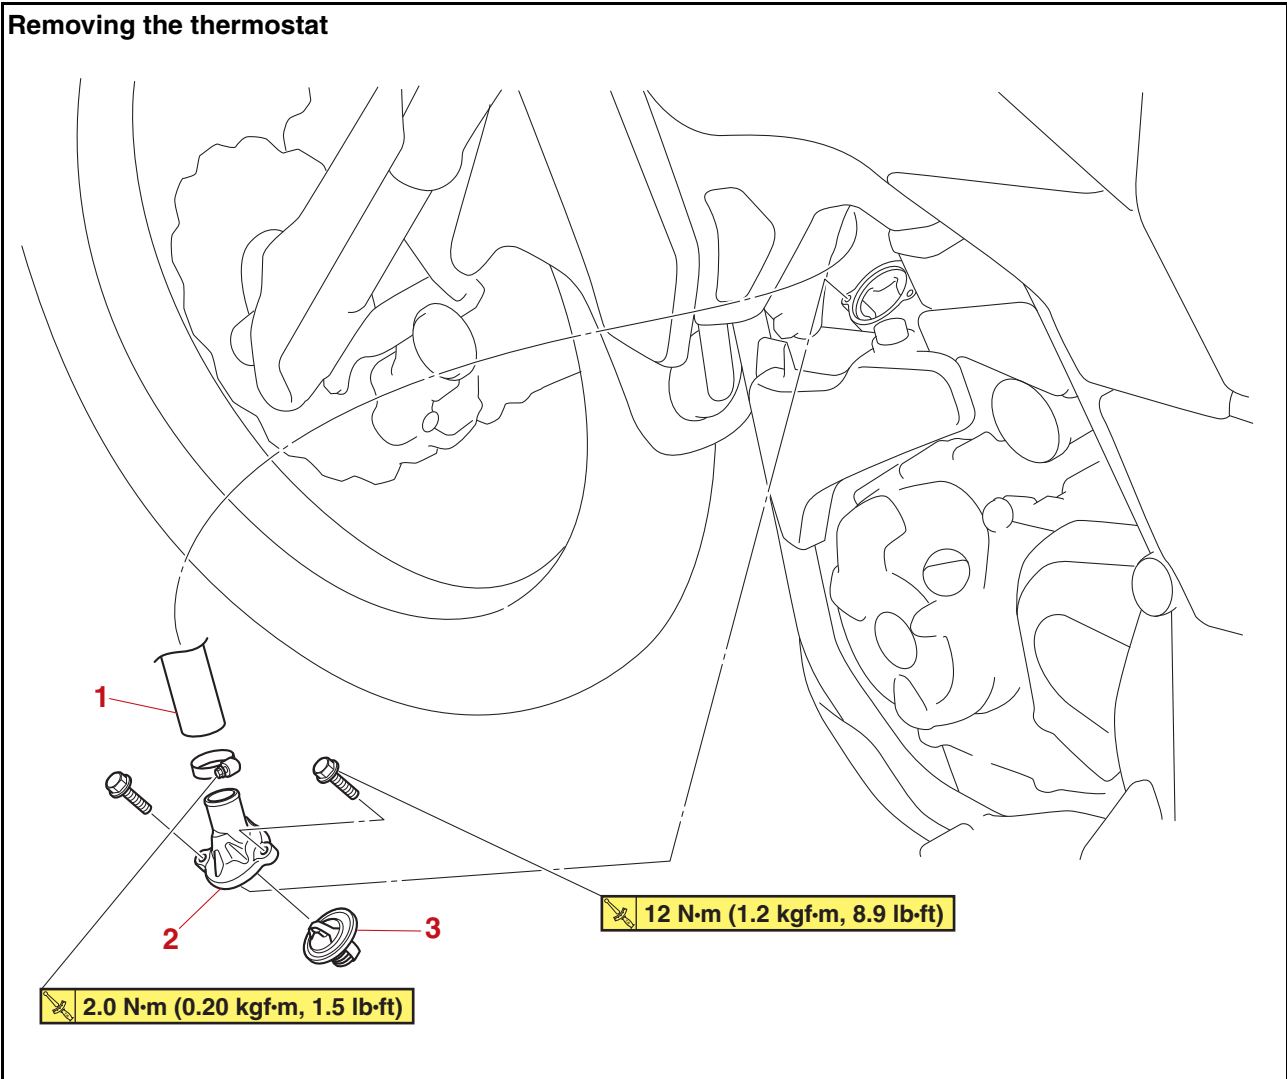 Removing the thermostat
1
2
3
12 N•m (1.2 kgf•m, 8.9 lb•ft)
2.0 N•m (0.20 kgf•m, 1.5 lb•ft)